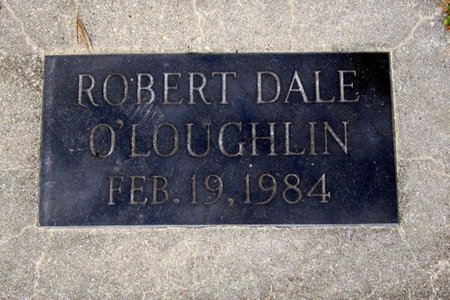 ROBERT DALE
O'LOUGHLIN
FEB. 19, 1984